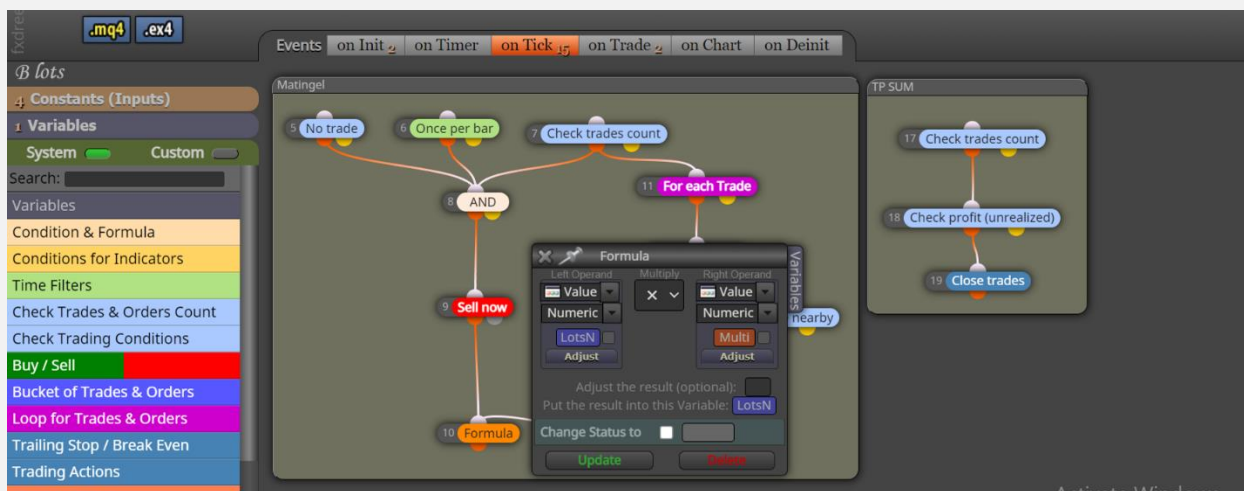 fxdree
.mq4 .ex4
Events on Init 2 on Timer on Tick 15 on Trade 2 on Chart on Deinit
B lots
4 Constants (Inputs)
1 Variables
System Custom
Search:
Variables
Condition & Formula
Conditions for Indicators
Time Filters
Check Trades & Orders Count
Check Trading Conditions
Buy / Sell
Bucket of Trades & Orders
Loop for Trades & Orders
Trailing Stop / Break Even
Trading Actions
Matingel
5 No trade 6 Once per bar 7 Check trades count
11 For each Trade
8 AND
9 Sell now
10 Formula
nearby
Formula
Left Operand Multiply Right Operand
Value × Value
Numeric Numeric
LotsN Multi
Adjust Adjust
Variables
Adjust the result (optional):
Put the result into this Variable: LotsN
Change Status to
Update Delete
TP SUM
17 Check trades count
18 Check profit (unrealized)
19 Close trades